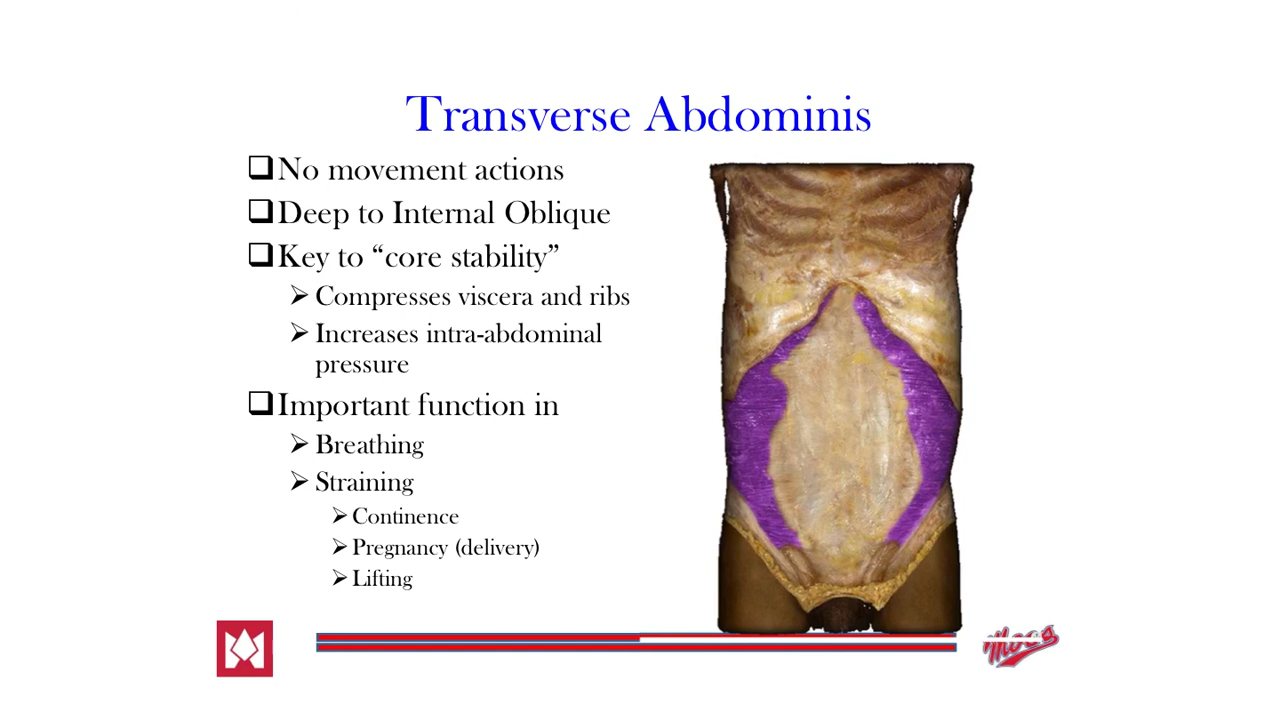 Transverse Abdominis
No movement actions
Deep to Internal Oblique
Key to “core stability”
Compresses viscera and ribs
Increases intra-abdominal
pressure
Important function in
Breathing
Straining
Continence
Pregnancy (delivery)
Lifting
Mocs